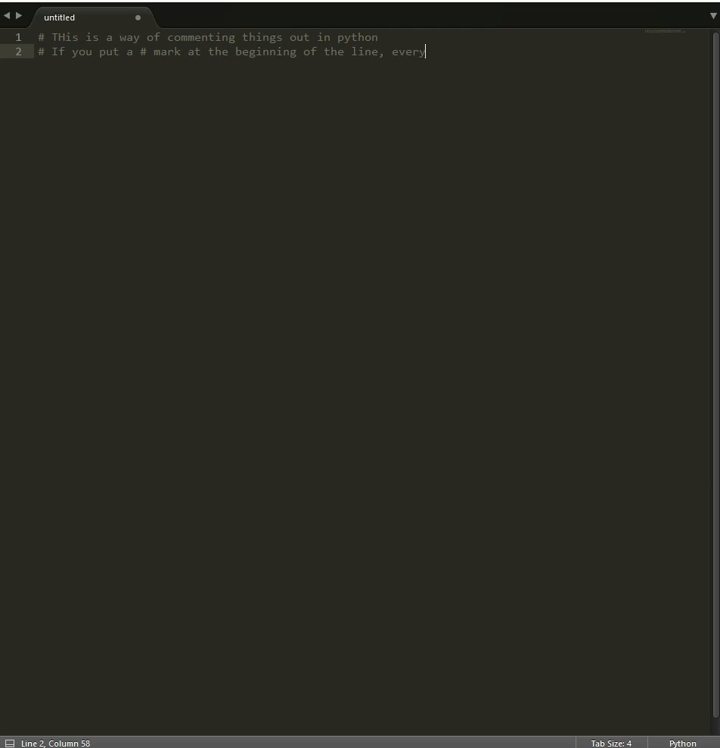 untitled
1 # THis is a way of commenting things out in python
2 # If you put a # mark at the beginning of the line, every
Line 2, Column 58 Tab Size: 4 Python